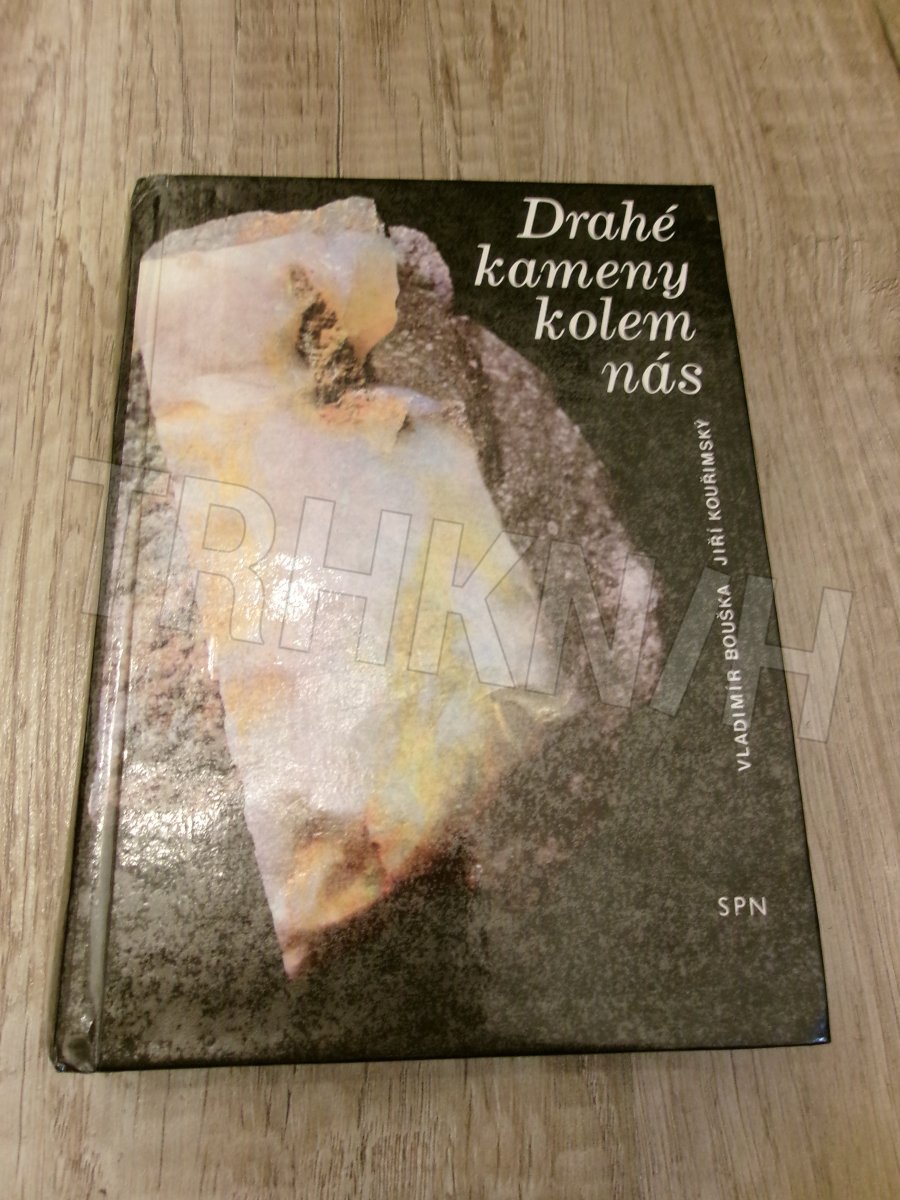 Drahé
kameny
kolem
nás
VLADIMÍR BOUŠKA JIŘÍ KOUŘIMSKÝ
TRHKNIH
SPN